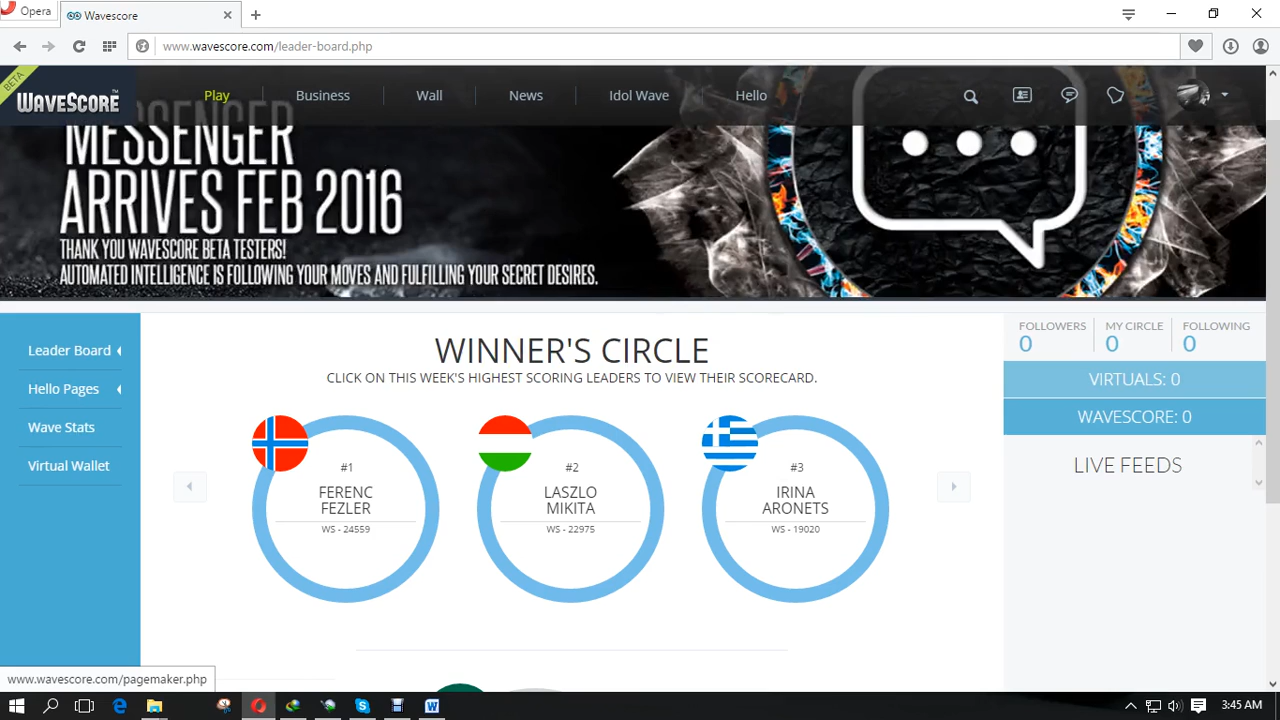 Opera
Wavescore
www.wavescore.com/leader-board.php
BETA
WAVESCORE™
Play
Business
Wall
News
Idol Wave
Hello
MESSENGER
ARRIVES FEB 2016
THANK YOU WAVESCORE BETA TESTERS!
AUTOMATED INTELLIGENCE IS FOLLOWING YOUR MOVES AND FULFILLING YOUR SECRET DESIRES.
Leader Board
Hello Pages
Wave Stats
Virtual Wallet
WINNER'S CIRCLE
CLICK ON THIS WEEK'S HIGHEST SCORING LEADERS TO VIEW THEIR SCORECARD.
#1
FERENC
FEZLER
WS - 24559
#2
LASZLO
MIKITA
WS - 22975
#3
IRINA
ARONETS
WS - 19020
FOLLOWERS
0
MY CIRCLE
0
FOLLOWING
0
VIRTUALS: 0
WAVESCORE: 0
LIVE FEEDS
www.wavescore.com/pagemaker.php
3:45 AM